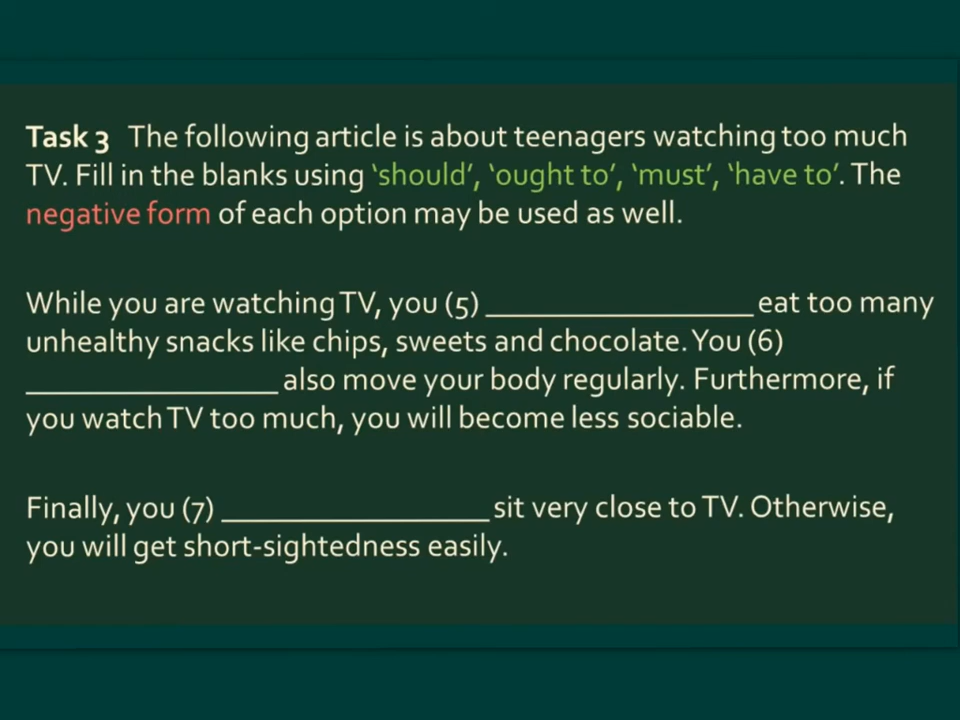 Task 3 The following article is about teenagers watching too much
TV. Fill in the blanks using ‘should’, ‘ought to’, ‘must’, ‘have to’. The
negative form of each option may be used as well.
While you are watching TV, you (5) ___________________ eat too many
unhealthy snacks like chips, sweets and chocolate. You (6)
__________________ also move your body regularly. Furthermore, if
you watch TV too much, you will become less sociable.
Finally, you (7) ___________________ sit very close to TV. Otherwise,
you will get short-sightedness easily.